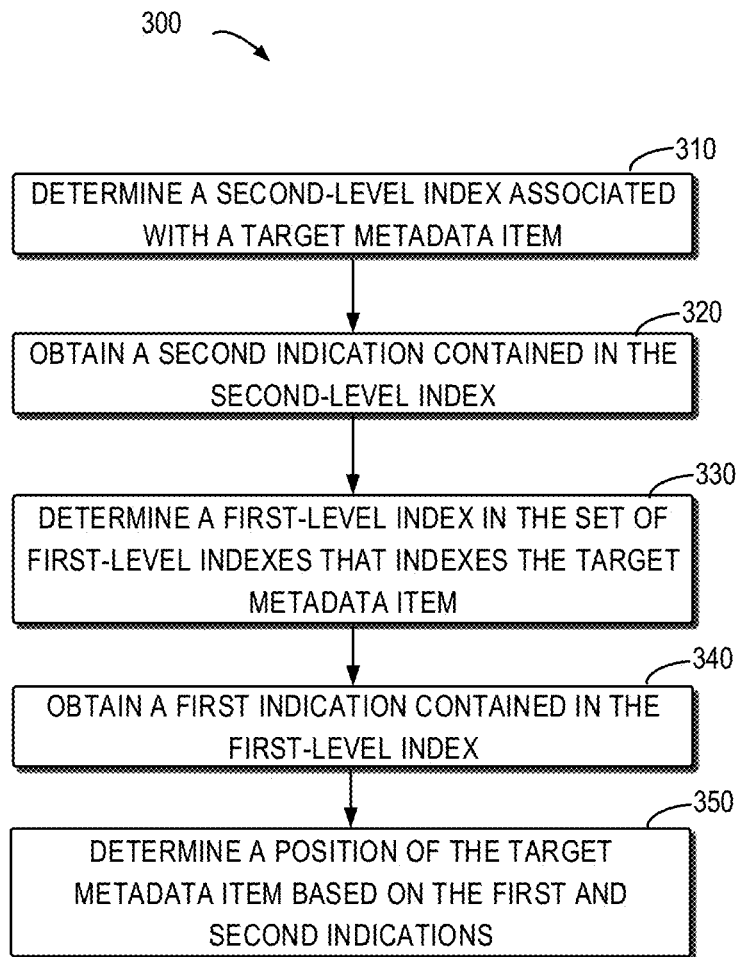 300
310
DETERMINE A SECOND-LEVEL INDEX ASSOCIATED
WITH A TARGET METADATA ITEM
320
OBTAIN A SECOND INDICATION CONTAINED IN THE
SECOND-LEVEL INDEX
330
DETERMINE A FIRST-LEVEL INDEX IN THE SET OF
FIRST-LEVEL INDEXES THAT INDEXES THE TARGET
METADATA ITEM
340
OBTAIN A FIRST INDICATION CONTAINED IN THE
FIRST-LEVEL INDEX
350
DETERMINE A POSITION OF THE TARGET
METADATA ITEM BASED ON THE FIRST AND
SECOND INDICATIONS